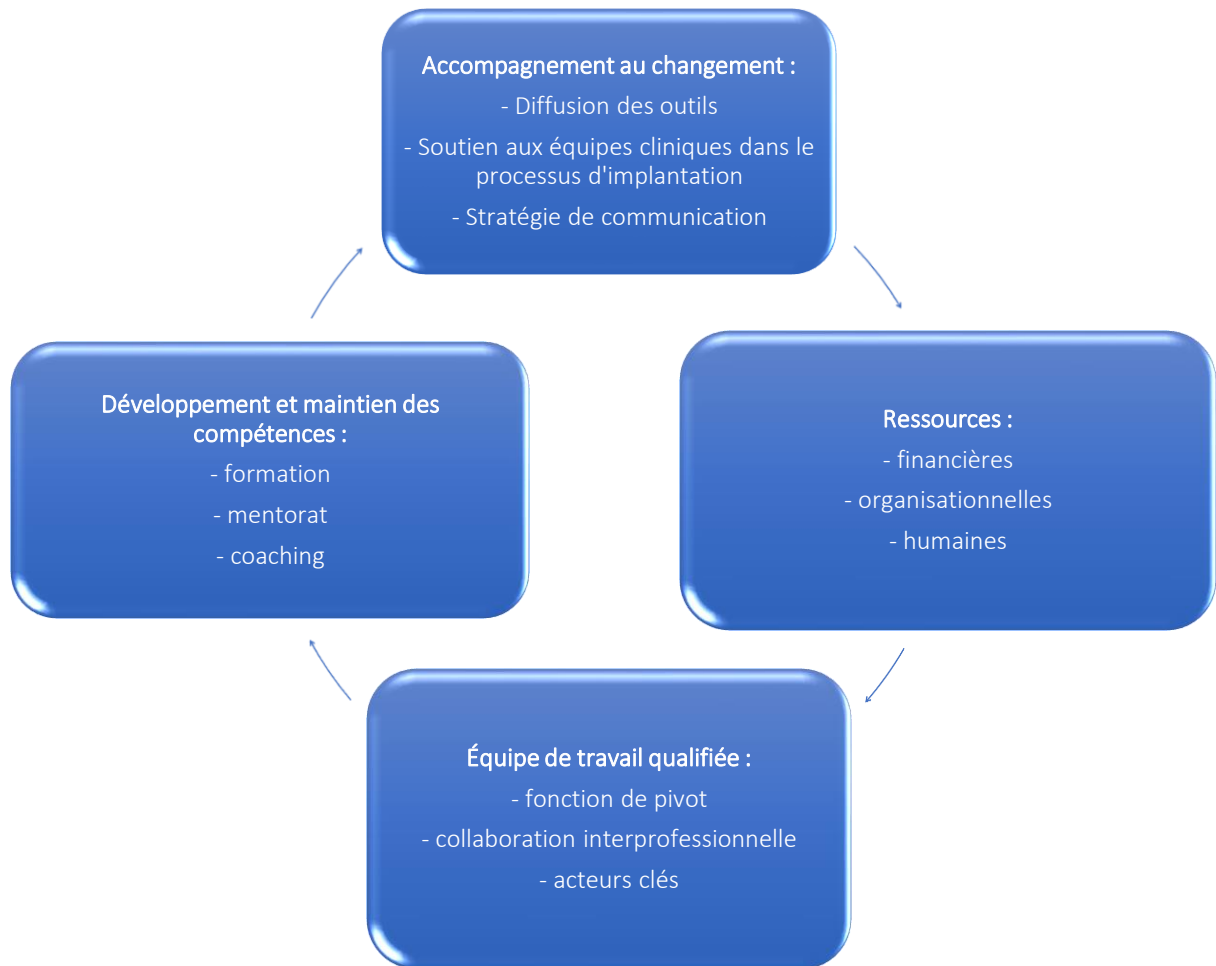 Accompagnement au changement :
- Diffusion des outils
- Soutien aux équipes cliniques dans le
processus d'implantation
- Stratégie de communication
Développement et maintien des
compétences :
- formation
- mentorat
- coaching
Ressources :
- financières
- organisationnelles
- humaines
Équipe de travail qualifiée :
- fonction de pivot
- collaboration interprofessionnelle
- acteurs clés